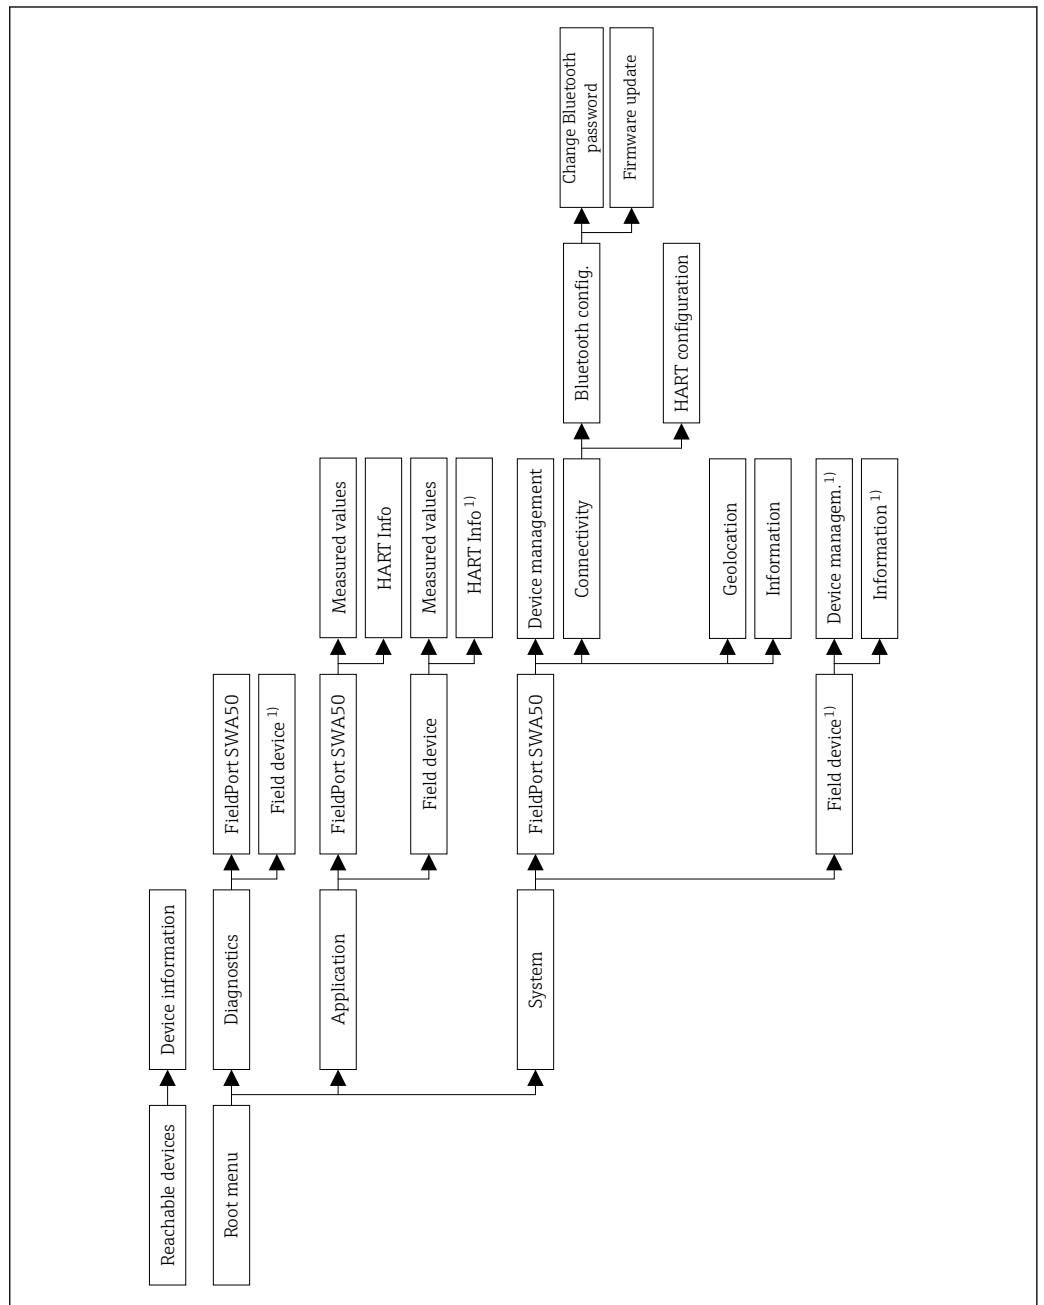 Reachable devices
Device information
Root menu
Diagnostics
FieldPort SWA50
Field device 1)
Application
FieldPort SWA50
Measured values
HART Info
Field device
Measured values
HART Info 1)
System
FieldPort SWA50
Device management
Connectivity
Bluetooth config.
Change Bluetooth
password
Firmware update
HART configuration
Geolocation
Information
Field device1)
Device managem.1)
Information 1)